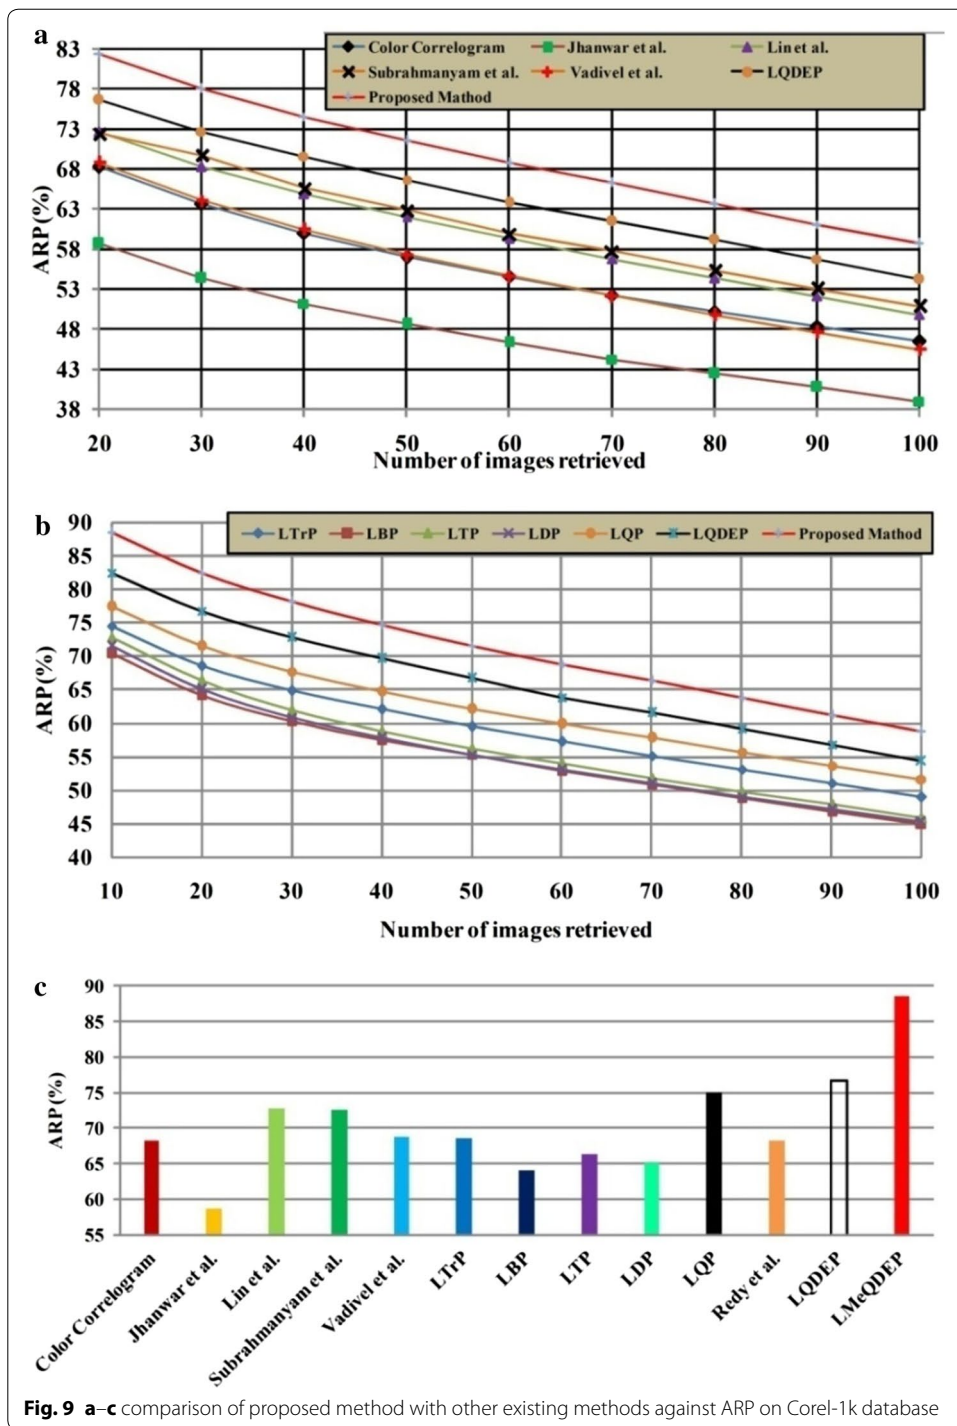 a
Color Correlogram Jhanwar et al. Lin et al.
Subrahmanyam et al. Vadivel et al. LQDEP
Proposed Mathod
83
78
73
68
63
58
53
48
43
38
ARP (%)
20 30 40 50 60 70 80 90 100
Number of images retrieved
b
LTrP LBP LTP LDP LQP LQDEP Proposed Mathod
90
85
80
75
70
65
60
55
50
45
40
ARP (%)
10 20 30 40 50 60 70 80 90 100
Number of images retrieved
c
90
85
80
75
70
65
60
55
ARP (%)
Color Correlogram
Jhanwar et al.
Lin et al.
Subrahmanyam et al.
Vadivel et al.
LTrP
LBP
LTP
LDP
LQP
Redy et al.
LQDEP
LMeQDEP
Fig. 9 a–c comparison of proposed method with other existing methods against ARP on Corel-1k database